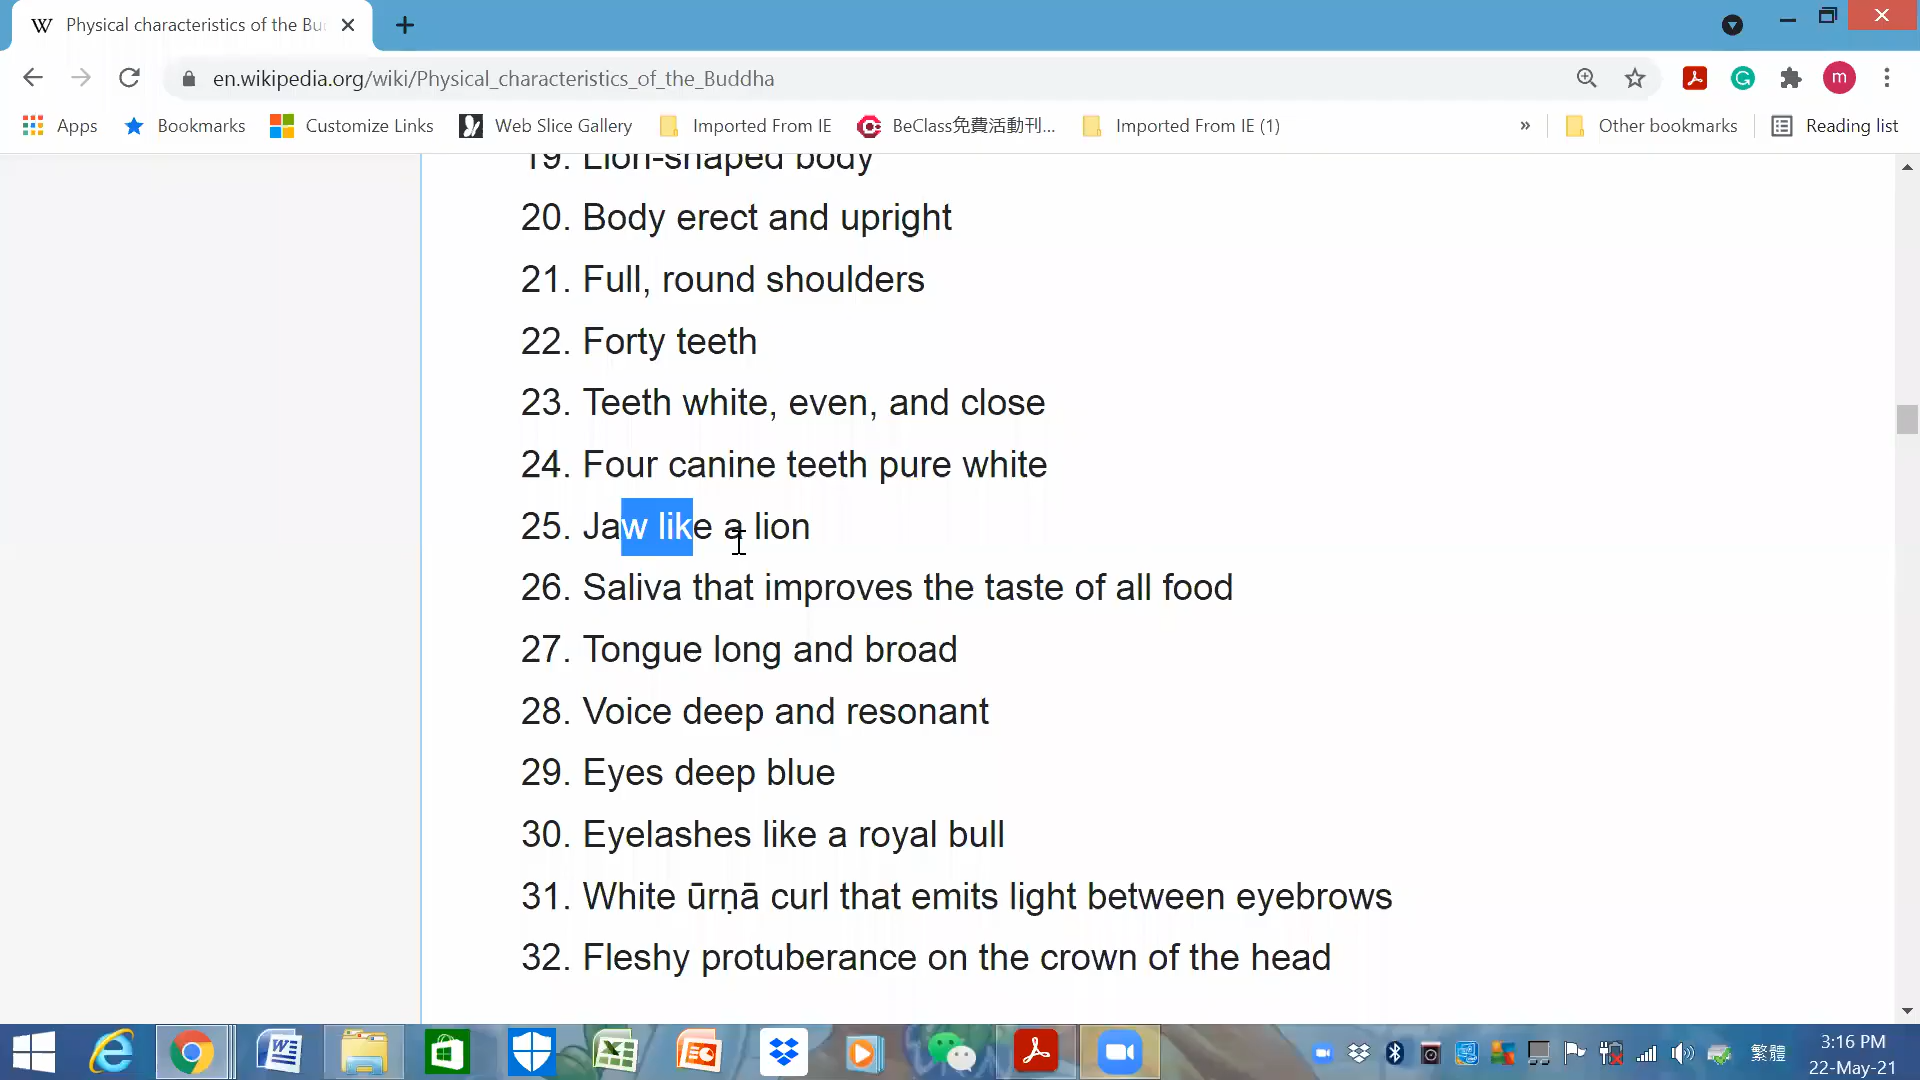 Physical characteristics of the Bu
en.wikipedia.org/wiki/Physical_characteristics_of_the_Buddha
m
Apps
Bookmarks
Customize Links
Web Slice Gallery
Imported From IE
BeClass免費活動刊...
Imported From IE (1)
»
Other bookmarks
Reading list
19. Lion-shaped body
20. Body erect and upright
21. Full, round shoulders
22. Forty teeth
23. Teeth white, even, and close
24. Four canine teeth pure white
25. Jaw like a lion
26. Saliva that improves the taste of all food
27. Tongue long and broad
28. Voice deep and resonant
29. Eyes deep blue
30. Eyelashes like a royal bull
31. White ūrṇā curl that emits light between eyebrows
32. Fleshy protuberance on the crown of the head
繁體
3:16 PM
22-May-21